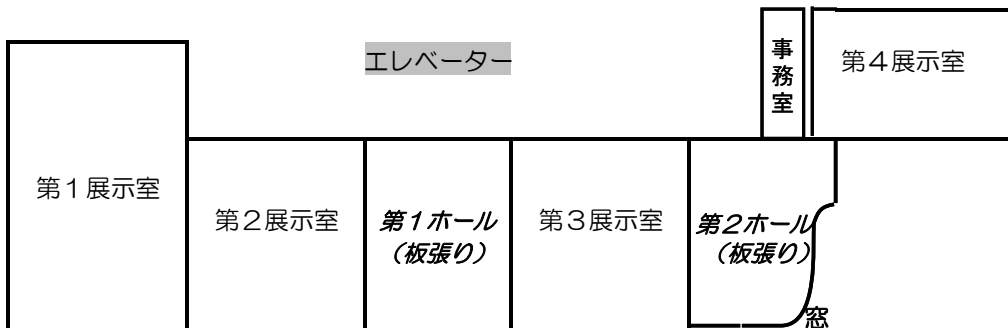 エレベーター
事務室
第４展示室
第１展示室
第２展示室
第１ホール
（板張り）
第３展示室
第２ホール
（板張り）
窓